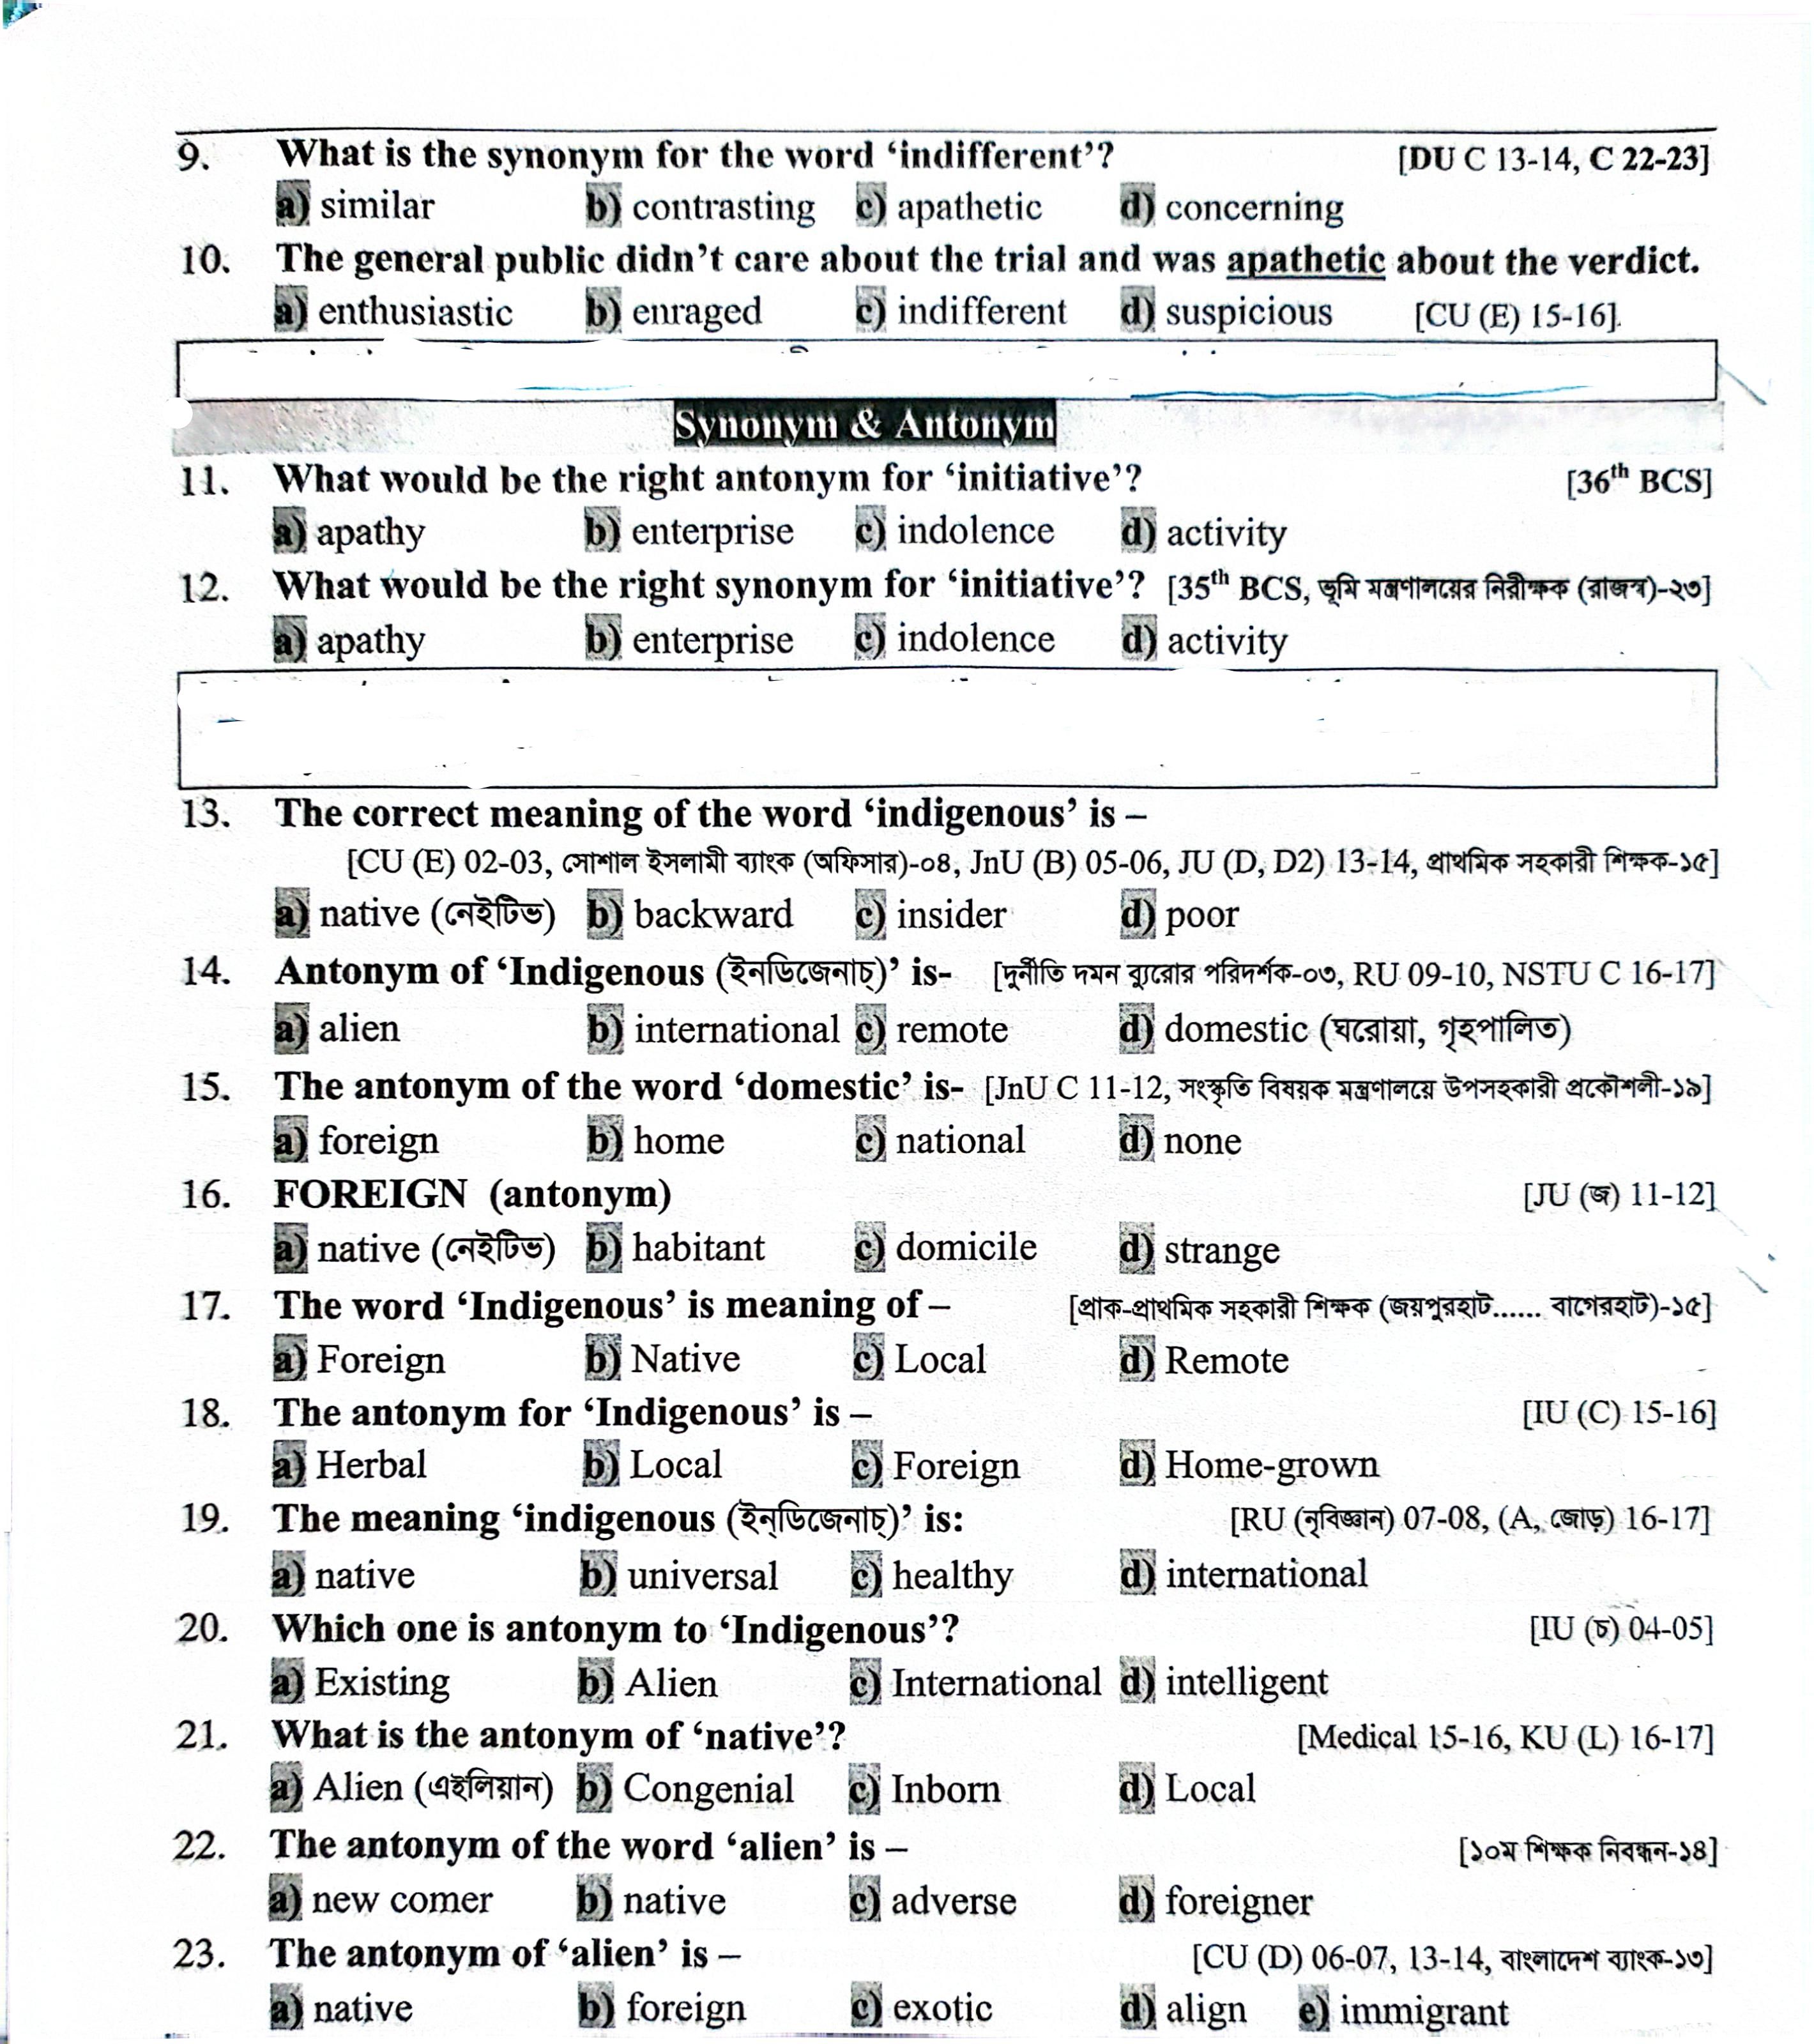 9. What is the synonym for the word ‘indifferent’? [DU C 13-14, C 22-23]
a) similar b) contrasting c) apathetic d) concerning
10. The general public didn’t care about the trial and was apathetic about the verdict.
a) enthusiastic b) enraged c) indifferent d) suspicious [CU (E) 15-16].
Synonym & Antonym
11. What would be the right antonym for ‘initiative’? [36th BCS]
a) apathy b) enterprise c) indolence d) activity
12. What would be the right synonym for ‘initiative’? [35th BCS, ভূমি মন্ত্রণালয়ের নিরীক্ষক (রাজস্ব)-২৩]
a) apathy b) enterprise c) indolence d) activity
13. The correct meaning of the word ‘indigenous’ is –
[CU (E) 02-03, সোশাল ইসলামী ব্যাংক (অফিসার)-০৪, JnU (B) 05-06, JU (D, D2) 13-14, প্রাথমিক সহকারী শিক্ষক-১৫]
a) native (নেইটিভ) b) backward c) insider d) poor
14. Antonym of ‘Indigenous (ইনডিজেনাচ্)’ is- [দুর্নীতি দমন ব্যুরোর পরিদর্শক-০৩, RU 09-10, NSTU C 16-17]
a) alien b) international c) remote d) domestic (ঘরোয়া, গৃহপালিত)
15. The antonym of the word ‘domestic’ is- [JnU C 11-12, সংস্কৃতি বিষয়ক মন্ত্রণালয়ে উপসহকারী প্রকৌশলী-১৯]
a) foreign b) home c) national d) none
16. FOREIGN (antonym) [JU (জ) 11-12]
a) native (নেইটিভ) b) habitant c) domicile d) strange
17. The word ‘Indigenous’ is meaning of – [প্রাক-প্রাথমিক সহকারী শিক্ষক (জয়পুরহাট...... বাগেরহাট)-১৫]
a) Foreign b) Native c) Local d) Remote
18. The antonym for ‘Indigenous’ is – [IU (C) 15-16]
a) Herbal b) Local c) Foreign d) Home-grown
19. The meaning ‘indigenous (ইন্ডিজেনাচ্)’ is: [RU (নৃবিজ্ঞান) 07-08, (A, জোড়) 16-17]
a) native b) universal c) healthy d) international
20. Which one is antonym to ‘Indigenous’? [IU (চ) 04-05]
a) Existing b) Alien c) International d) intelligent
21. What is the antonym of ‘native’? [Medical 15-16, KU (L) 16-17]
a) Alien (এইলিয়ান) b) Congenial c) Inborn d) Local
22. The antonym of the word ‘alien’ is – [১০ম শিক্ষক নিবন্ধন-১৪]
a) new comer b) native c) adverse d) foreigner
23. The antonym of ‘alien’ is – [CU (D) 06-07, 13-14, বাংলাদেশ ব্যাংক-১৩]
a) native b) foreign c) exotic d) align e) immigrant